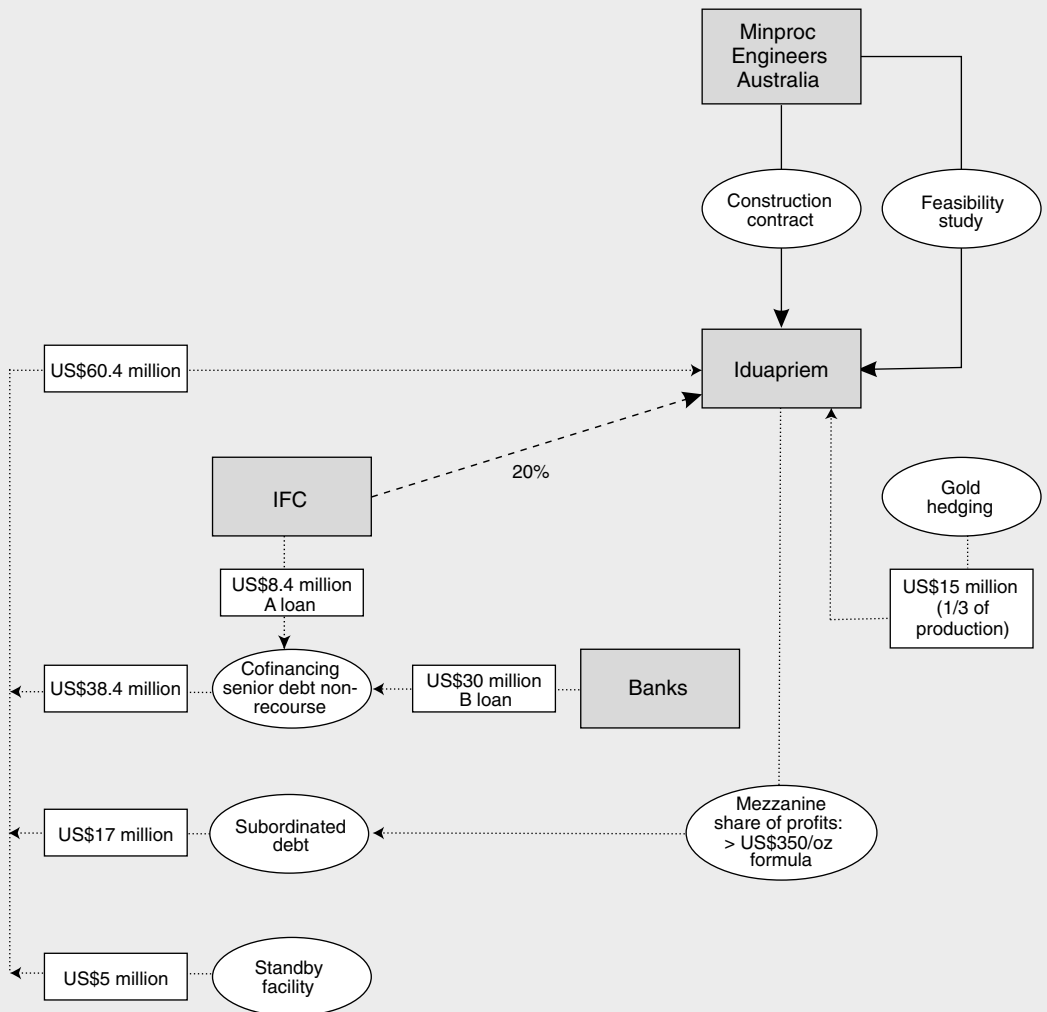 Minproc
Engineers
Australia
Construction
contract
Feasibility
study
US$60.4 million
Iduapriem
20%
IFC
Gold
hedging
US$8.4 million
A loan
US$15 million
(1/3 of
production)
US$38.4 million
Cofinancing
senior debt non-
recourse
US$30 million
B loan
Banks
US$17 million
Subordinated
debt
Mezzanine
share of profits:
> US$350/oz
formula
US$5 million
Standby
facility